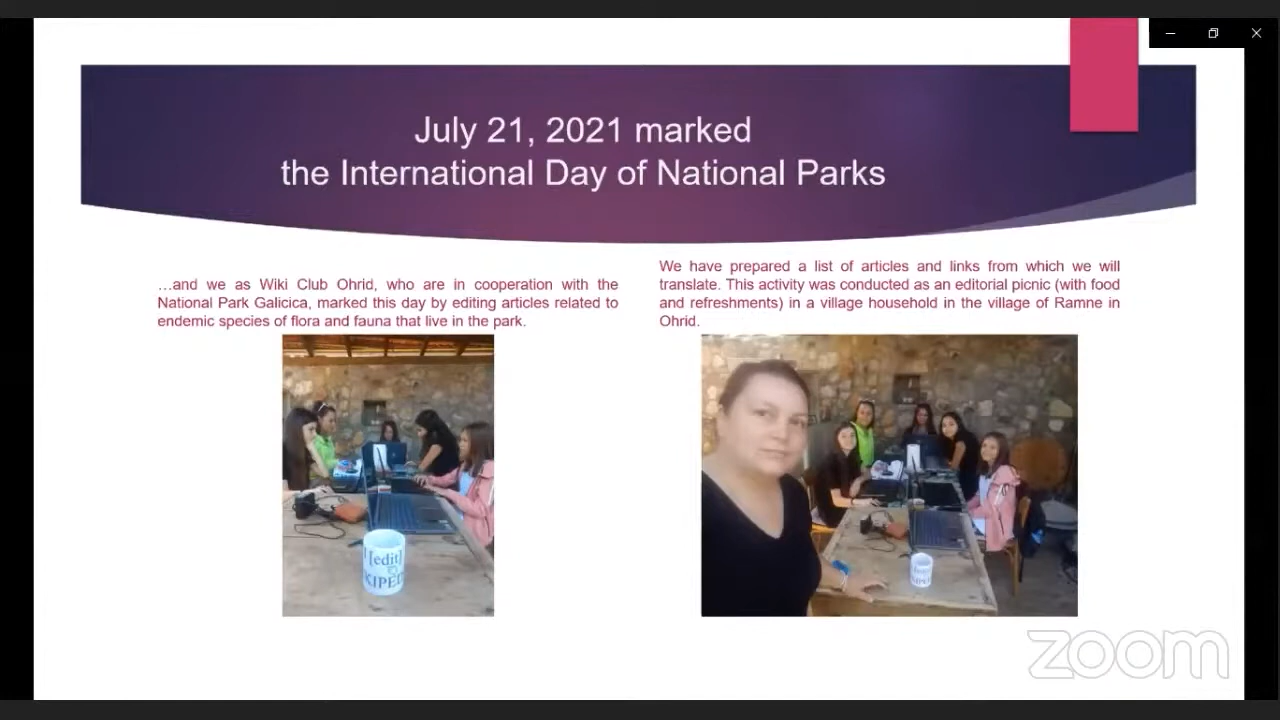 July 21, 2021 marked
the International Day of National Parks
…and we as Wiki Club Ohrid, who are in cooperation with the
National Park Galicica, marked this day by editing articles related to
endemic species of flora and fauna that live in the park.
We have prepared a list of articles and links from which we will
translate. This activity was conducted as an editorial picnic (with food
and refreshments) in a village household in the village of Ramne in
Ohrid.
I [edit]
KIPED
zoom